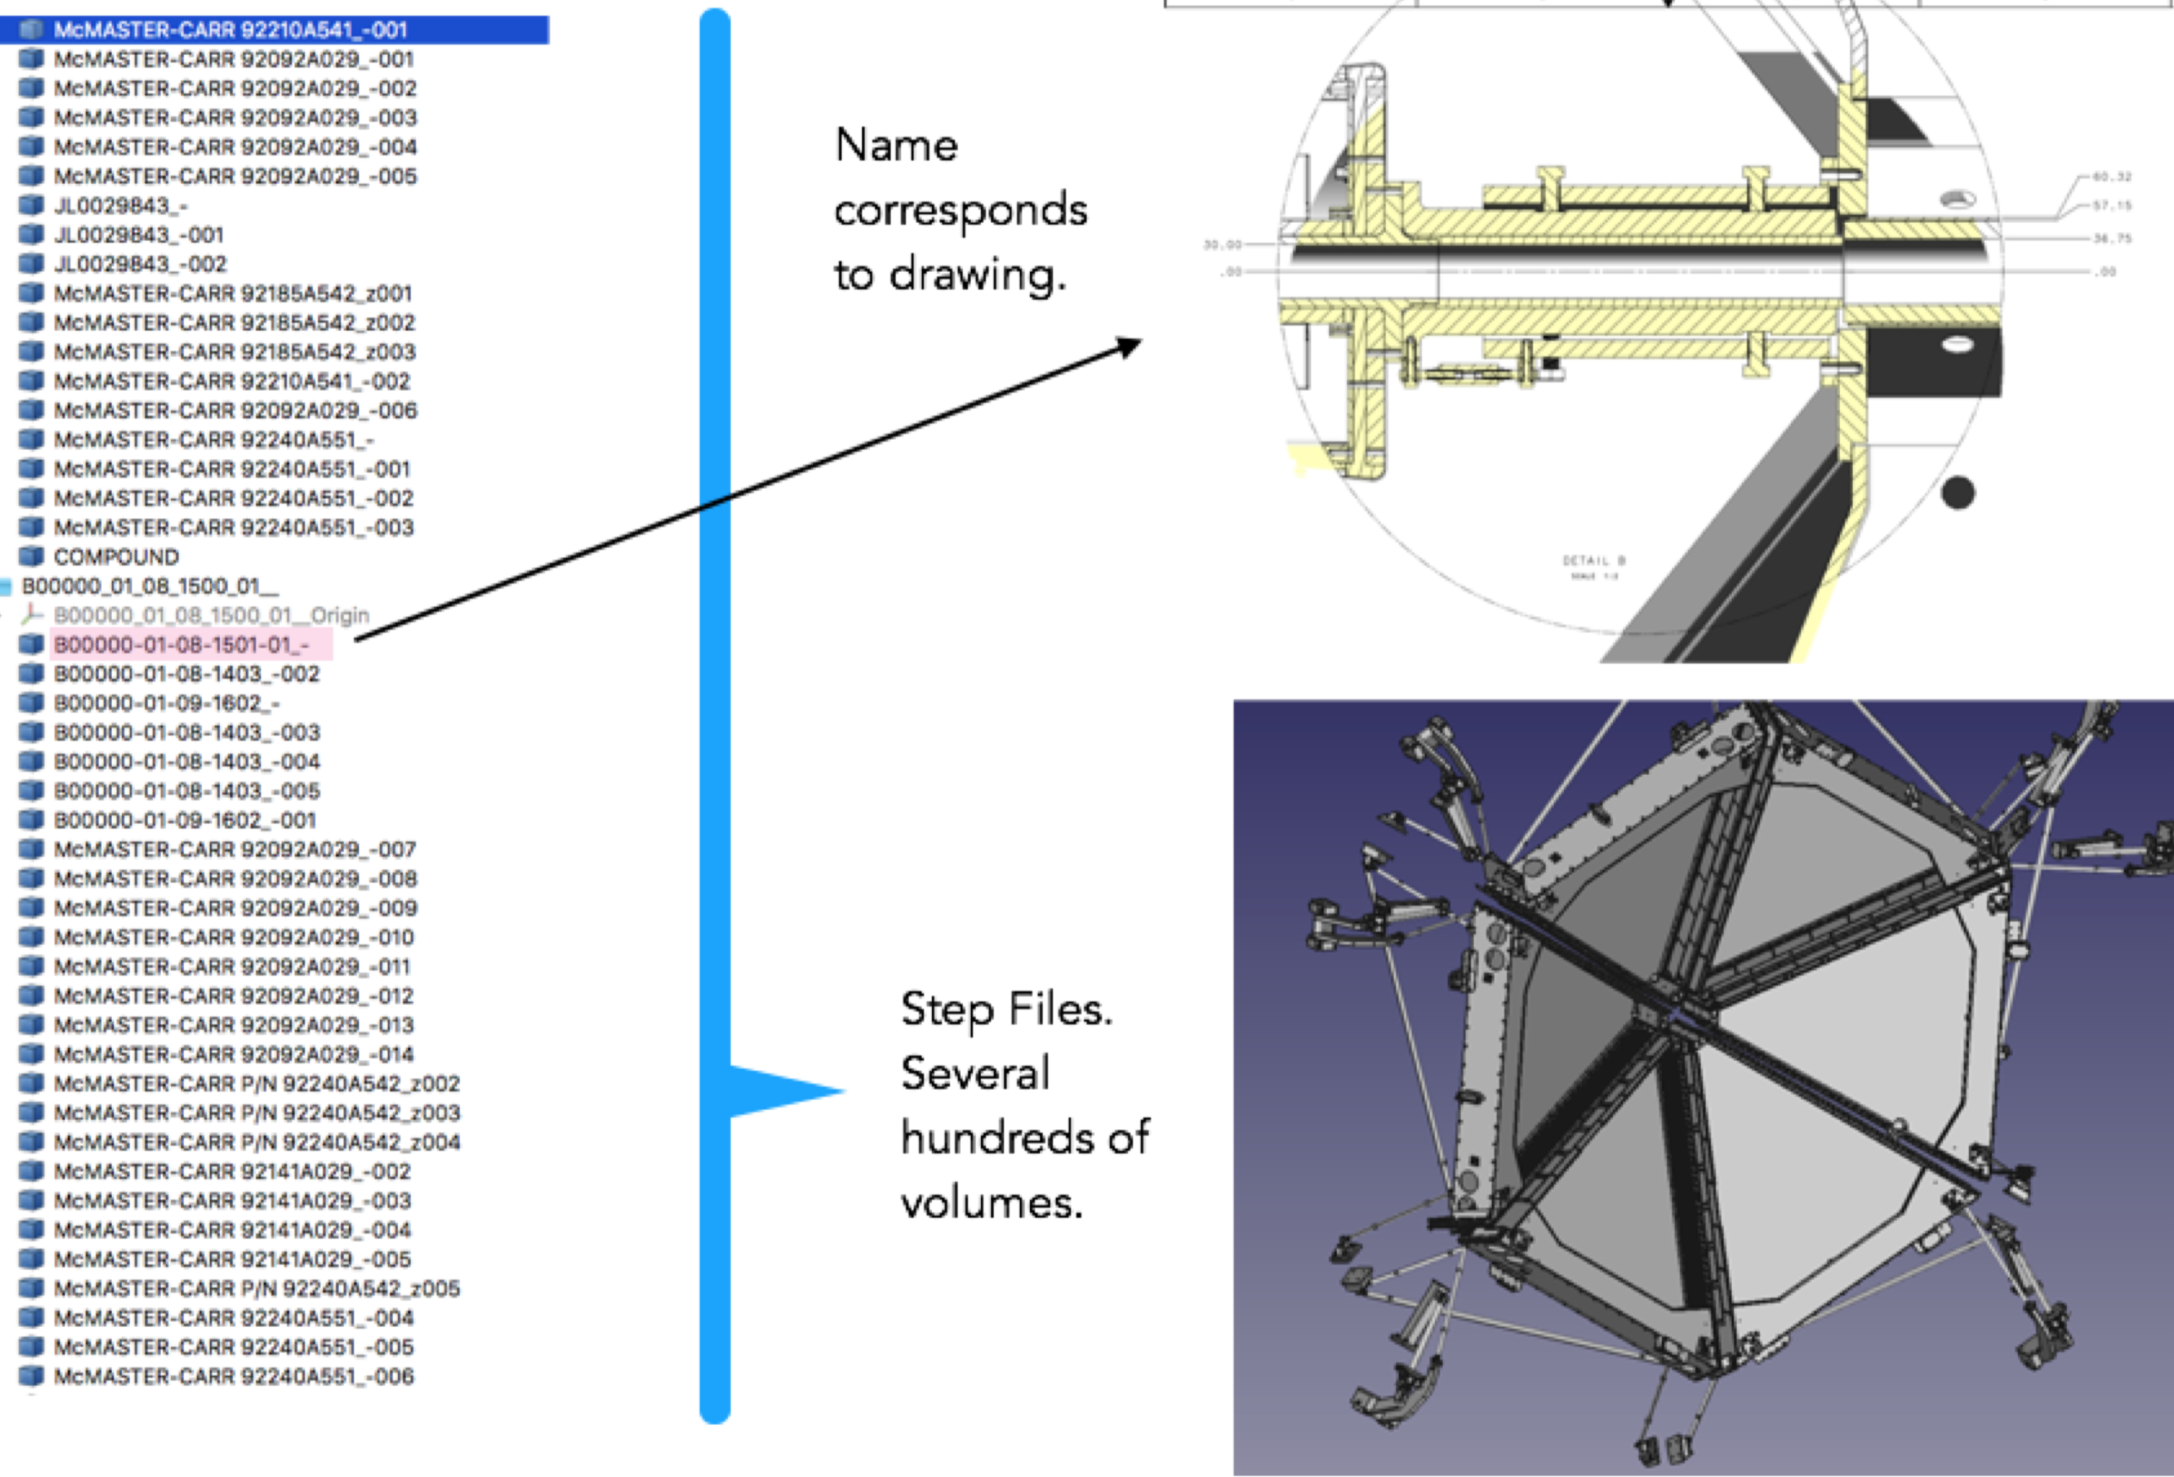 McMASTER-CARR 92210A541_-001
McMASTER-CARR 92092A029_-001
McMASTER-CARR 92092A029_-002
McMASTER-CARR 92092A029_-003
McMASTER-CARR 92092A029_-004
McMASTER-CARR 92092A029_-005
JL0029843_-
JL0029843_-001
JL0029843_-002
McMASTER-CARR 92185A542_z001
McMASTER-CARR 92185A542_z002
McMASTER-CARR 92185A542_z003
McMASTER-CARR 92210A541_-002
McMASTER-CARR 92092A029_-006
McMASTER-CARR 92240A551_-
McMASTER-CARR 92240A551_-001
McMASTER-CARR 92240A551_-002
McMASTER-CARR 92240A551_-003
COMPOUND
B00000_01_08_1500_01__
B00000_01_08_1500_01__Origin
B00000-01-08-1501-01_-
B00000-01-08-1403_-002
B00000-01-09-1602_-
B00000-01-08-1403_-003
B00000-01-08-1403_-004
B00000-01-08-1403_-005
B00000-01-09-1602_-001
McMASTER-CARR 92092A029_-007
McMASTER-CARR 92092A029_-008
McMASTER-CARR 92092A029_-009
McMASTER-CARR 92092A029_-010
McMASTER-CARR 92092A029_-011
McMASTER-CARR 92092A029_-012
McMASTER-CARR 92092A029_-013
McMASTER-CARR 92092A029_-014
McMASTER-CARR P/N 92240A542_z002
McMASTER-CARR P/N 92240A542_z003
McMASTER-CARR P/N 92240A542_z004
McMASTER-CARR 92141A029_-002
McMASTER-CARR 92141A029_-003
McMASTER-CARR 92141A029_-004
McMASTER-CARR 92141A029_-005
McMASTER-CARR P/N 92240A542_z005
McMASTER-CARR 92240A551_-004
McMASTER-CARR 92240A551_-005
McMASTER-CARR 92240A551_-006
Name
corresponds
to drawing.
Step Files.
Several
hundreds of
volumes.
60.32
57.15
36.75
.00
30.00
.00
DETAIL B
SCALE 1:2